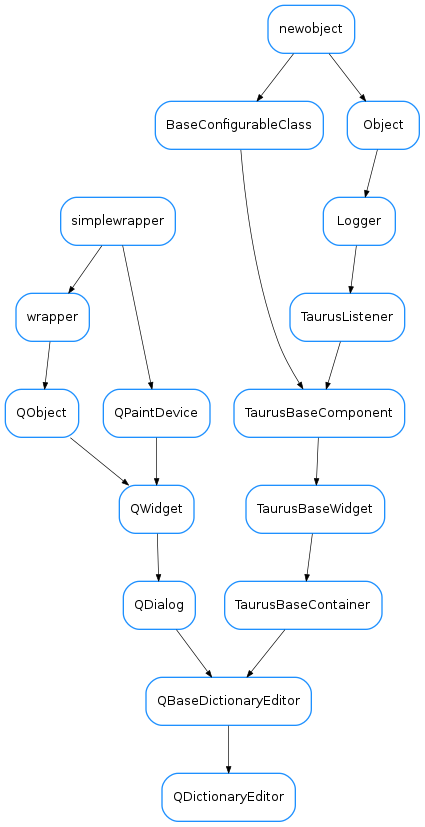 newobject
BaseConfigurableClass
Object
simplewrapper
Logger
wrapper
TaurusListener
QObject
QPaintDevice
TaurusBaseComponent
QWidget
TaurusBaseWidget
QDialog
TaurusBaseContainer
QBaseDictionaryEditor
QDictionaryEditor